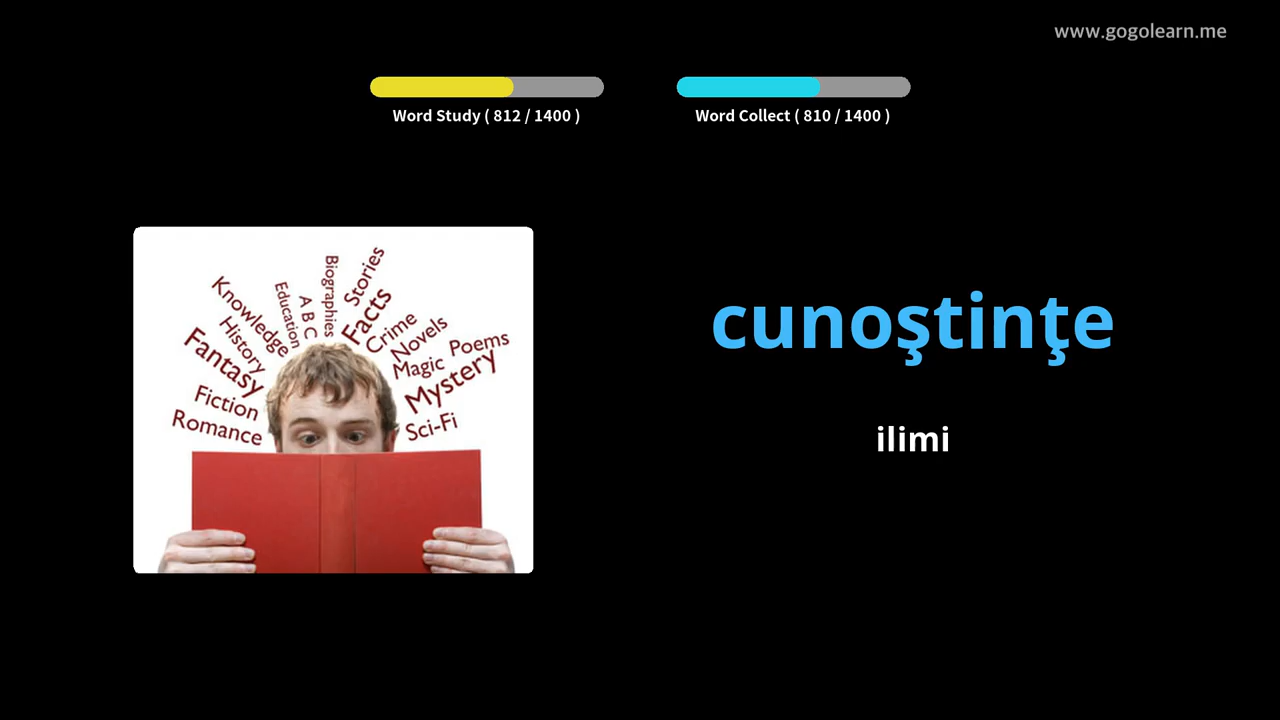 www.gogolearn.me
Word Study ( 812 / 1400 )
Word Collect ( 810 / 1400 )
Knowledge
Education
A B C
Biographies
Stories
Facts
Crime
Novels
Poems
History
Fantasy
Magic
Mystery
Fiction
Romance
Sci-Fi
cunoştinţe
ilimi